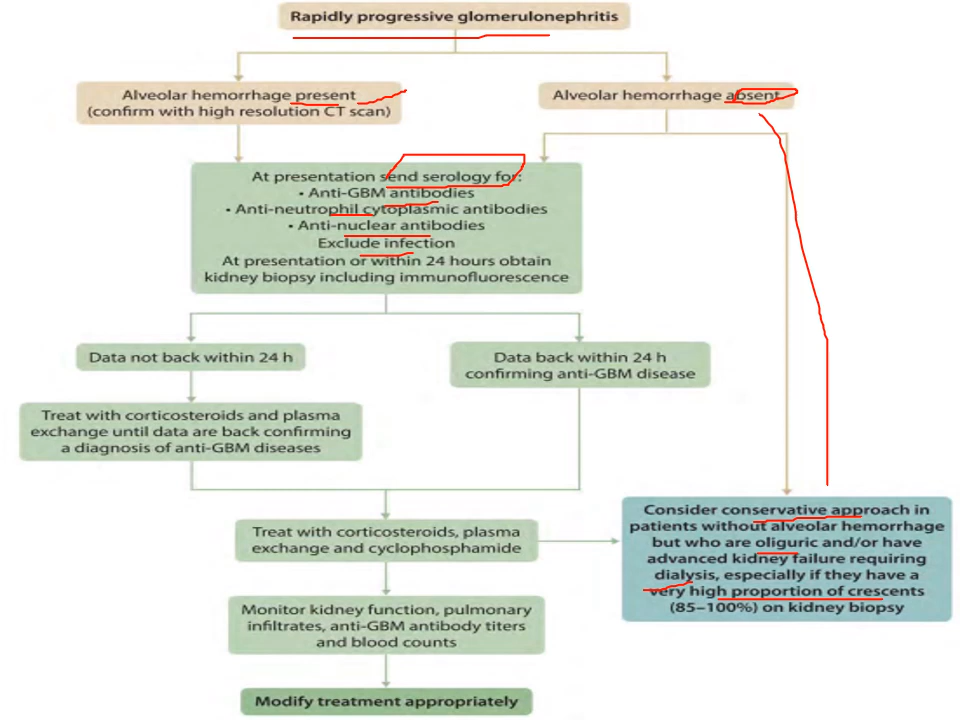 Rapidly progressive glomerulonephritis
Alveolar hemorrhage present
(confirm with high resolution CT scan)
Alveolar hemorrhage absent
At presentation send serology for:
• Anti-GBM antibodies
• Anti-neutrophil cytoplasmic antibodies
• Anti-nuclear antibodies
Exclude infection
At presentation or within 24 hours obtain
kidney biopsy including immunofluorescence
Data not back within 24 h
Data back within 24 h
confirming anti-GBM disease
Treat with corticosteroids and plasma
exchange until data are back confirming
a diagnosis of anti-GBM diseases
Treat with corticosteroids, plasma
exchange and cyclophosphamide
Consider conservative approach in
patients without alveolar hemorrhage
but who are oliguric and/or have
advanced kidney failure requiring
dialysis, especially if they have a
very high proportion of crescents
(85–100%) on kidney biopsy
Monitor kidney function, pulmonary
infiltrates, anti-GBM antibody titers
and blood counts
Modify treatment appropriately